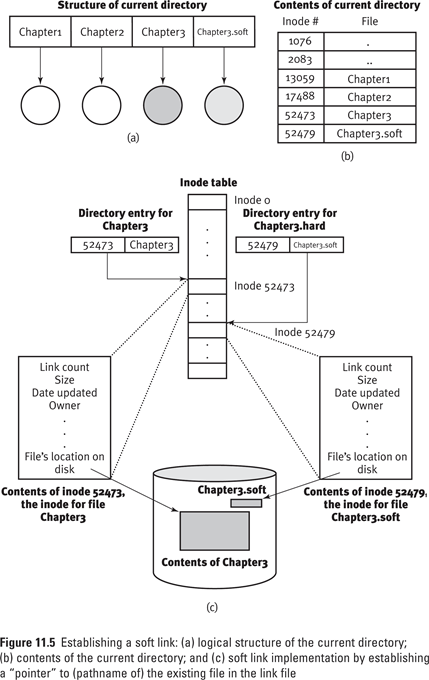 Structure of current directory
Chapter1 Chapter2 Chapter3 Chapter3.soft
(a)
Contents of current directory
Inode # File
1076 .
2083 ..
13059 Chapter1
17488 Chapter2
52473 Chapter3
52479 Chapter3.soft
(b)
Inode table
Inode 0
Directory entry for
Chapter3
52473 Chapter3
Directory entry for
Chapter3.hard
52479 Chapter3.soft
Inode 52473
Inode 52479
Link count
Size
Date updated
Owner
.
.
.
File's location on
disk
Contents of inode 52473,
the inode for file
Chapter3
Link count
Size
Date updated
Owner
.
.
.
File's location on
disk
Contents of inode 52479,
the inode for file
Chapter3.soft
Chapter3.soft
Contents of Chapter3
(c)
Figure 11.5 Establishing a soft link: (a) logical structure of the current directory;
(b) contents of the current directory; and (c) soft link implementation by establishing
a “pointer” to (pathname of) the existing file in the link file